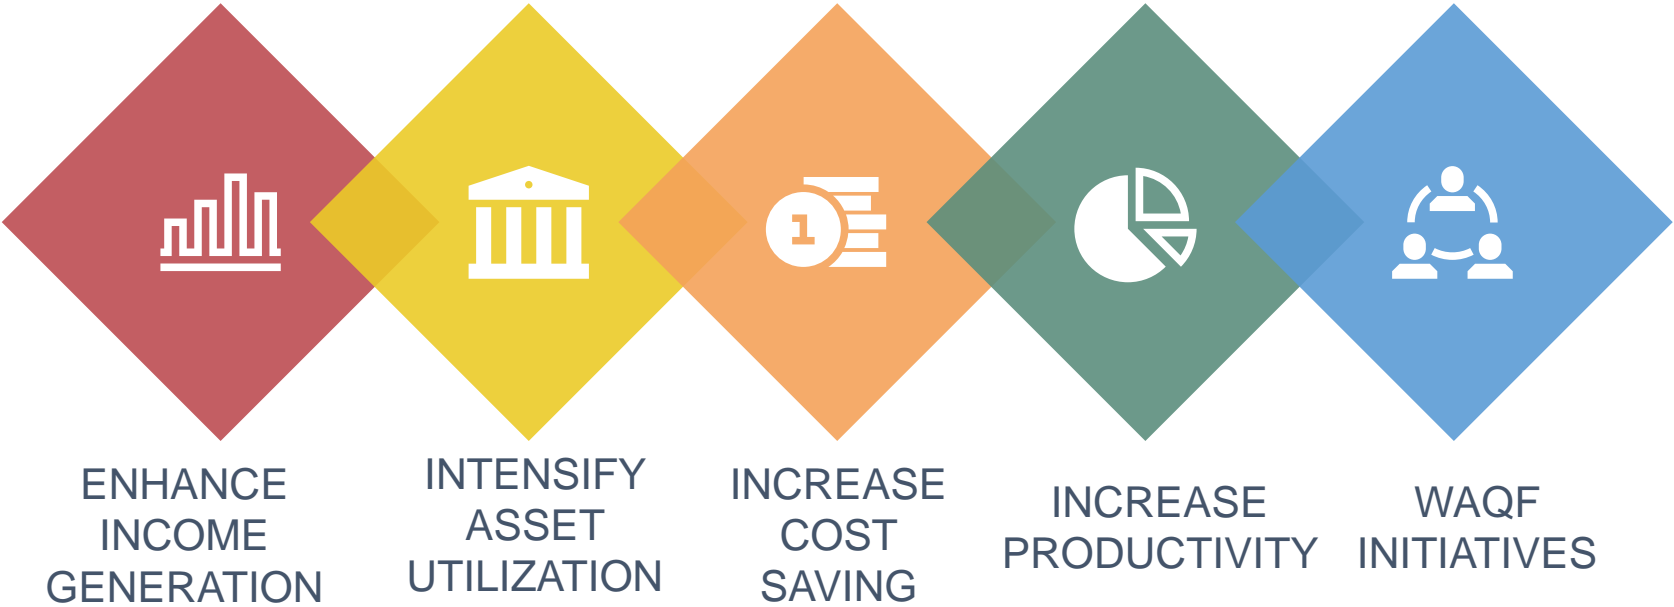 1
ENHANCE
INCOME
GENERATION
INTENSIFY
ASSET
UTILIZATION
INCREASE
COST
SAVING
INCREASE
PRODUCTIVITY
WAQF
INITIATIVES